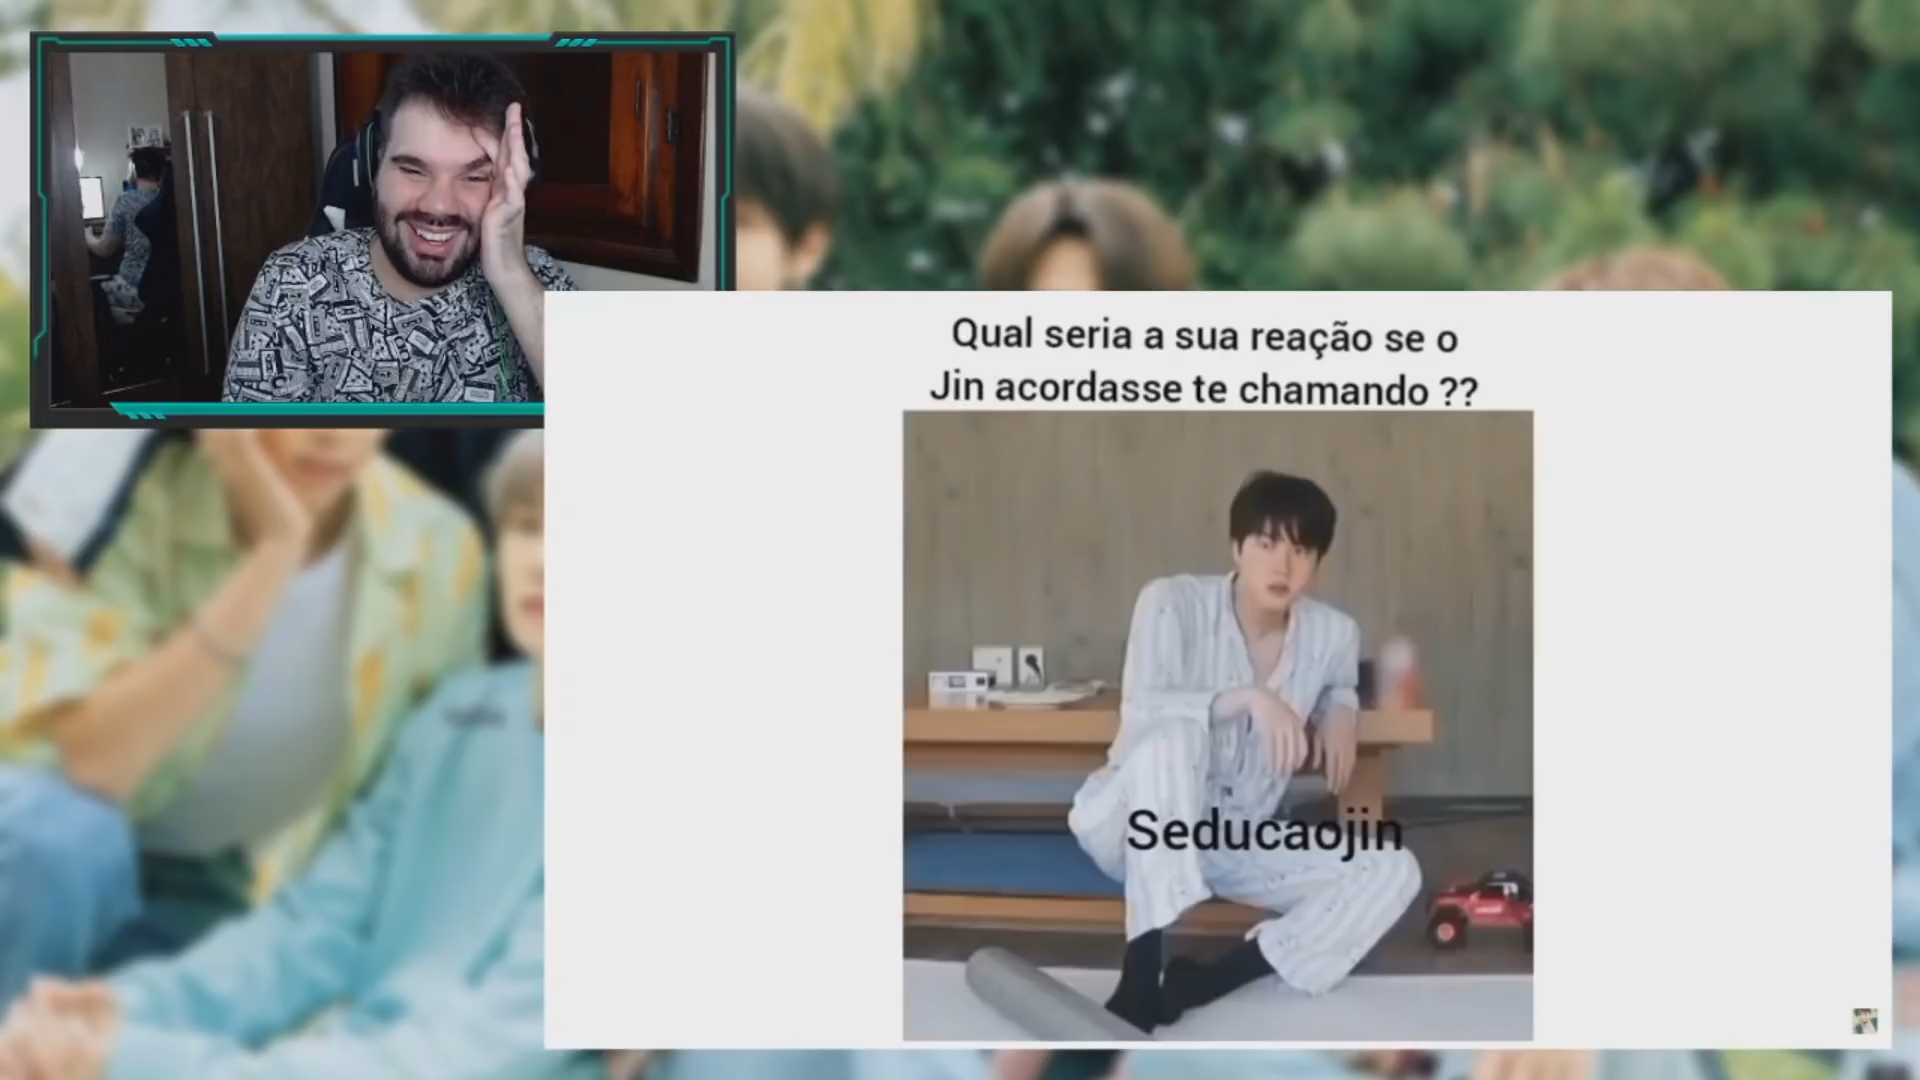 Qual seria a sua reação se o
Jin acordasse te chamando ??
Seducaojin